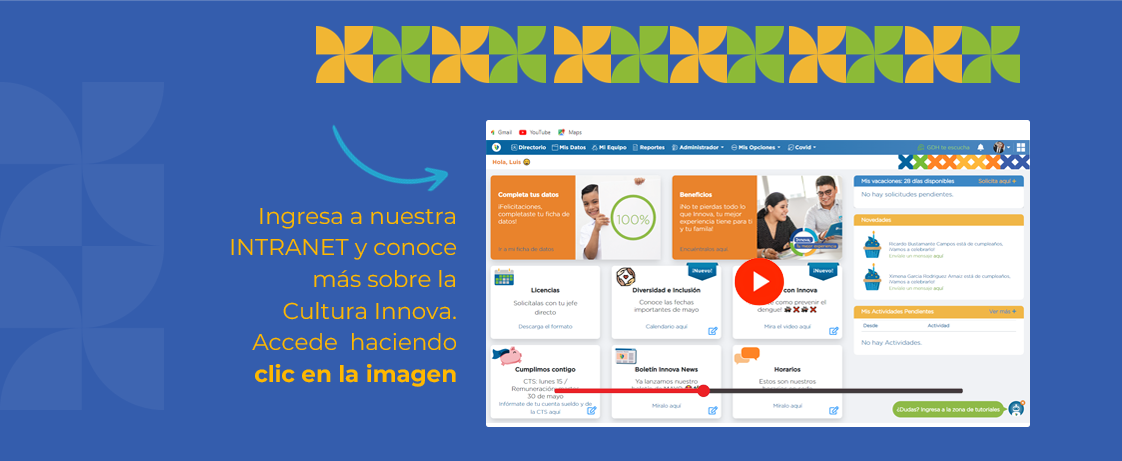 Ingresa a nuestra
INTRANET y conoce
más sobre la
Cultura Innova.
Accede haciendo
clic en la imagen
Gmail YouTube Maps
Directorio Mis Datos Mi Equipo Reportes Administrador Mis Opciones Covid GDH te escucha
Hola, Luis
Completa tus datos
¡Felicitaciones,
completaste tu ficha de
datos!
Ir a mi ficha de datos
100%
Beneficios
¡No te pierdas todo lo
que Innova, tu mejor
experiencia tiene para ti
y tu familia!
Encuéntralos aquí
Innova,
tu mejor experiencia
Mis vacaciones: 28 días disponibles Solicita aquí +
No hay solicitudes pendientes.
Novedades
Ricardo Bustamante Campos está de cumpleaños,
¡Vamos a celebrarlo!
Envíale un mensaje aquí
Ximena Garcia Rodriguez Arnaiz está de cumpleaños,
¡Vamos a celebrarlo!
Envíale un mensaje aquí
Licencias
Solicítalas con tu jefe
directo
Descarga el formato
¡Nuevo!
Diversidad e Inclusión
Conoce las fechas
importantes de mayo
Calendario aquí
¡Nuevo!
con Innova
como prevenir el
dengue!
Mira el video aquí
Mis Actividades Pendientes Ver mas +
Desde Actividad
No hay Actividades.
Cumplimos contigo
CTS: lunes 15 /
Remuneración
30 de mayo
Infórmate de tu cuenta sueldo y de
la CTS aquí
Boletín Innova News
Ya lanzamos nuestro
Míralo aquí
Horarios
Estos son nuestros
Míralo aquí
¿Dudas? Ingresa a la zona de tutoriales